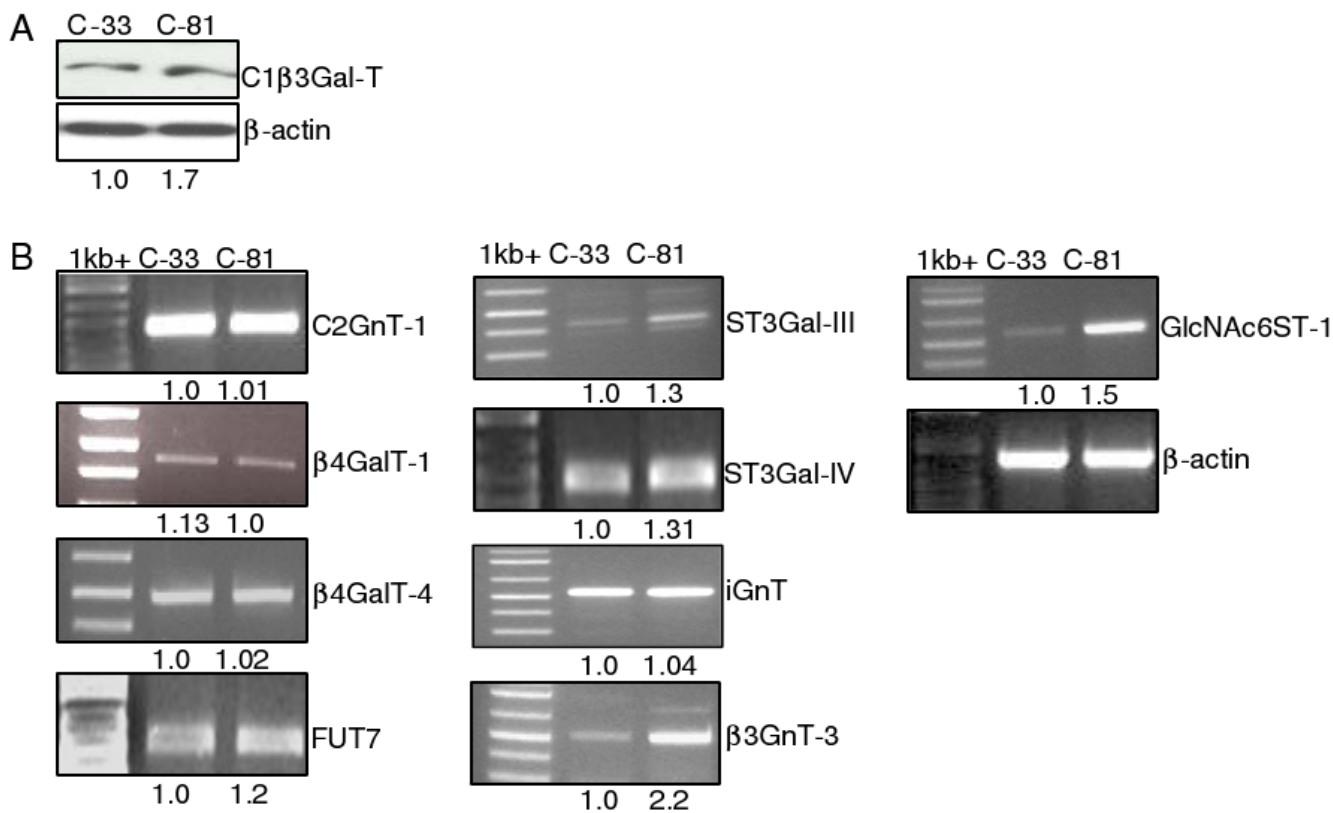 A
C-33 C-81
C1β3Gal-T
β-actin
1.0 1.7
B
1kb+ C-33 C-81
C2GnT-1
1.0 1.01
β4GalT-1
1.13 1.0
β4GalT-4
1.0 1.02
FUT7
1.0 1.2
1kb+ C-33 C-81
ST3Gal-III
1.0 1.3
ST3Gal-IV
1.0 1.31
iGnT
1.0 1.04
β3GnT-3
1.0 2.2
1kb+ C-33 C-81
GlcNAc6ST-1
1.0 1.5
β-actin